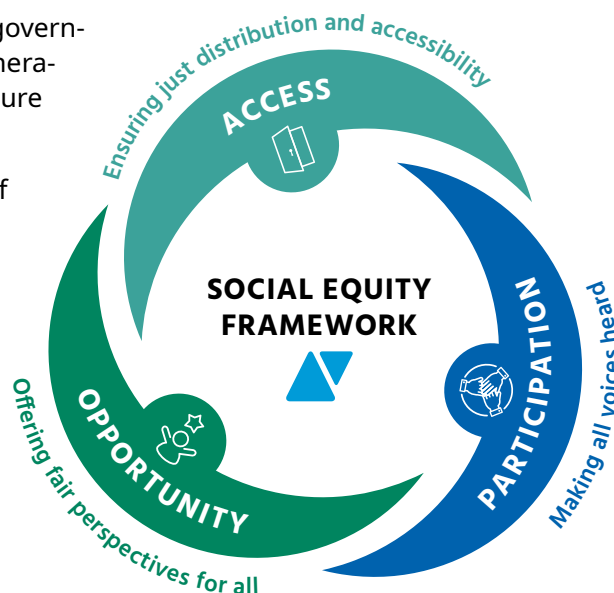 govern-
nera-
ure
f
Ensuring just distribution and accessibility
ACCESS
SOCIAL EQUITY
FRAMEWORK
PARTICIPATION
Making all voices heard
OPPORTUNITY
Offering fair perspectives for all